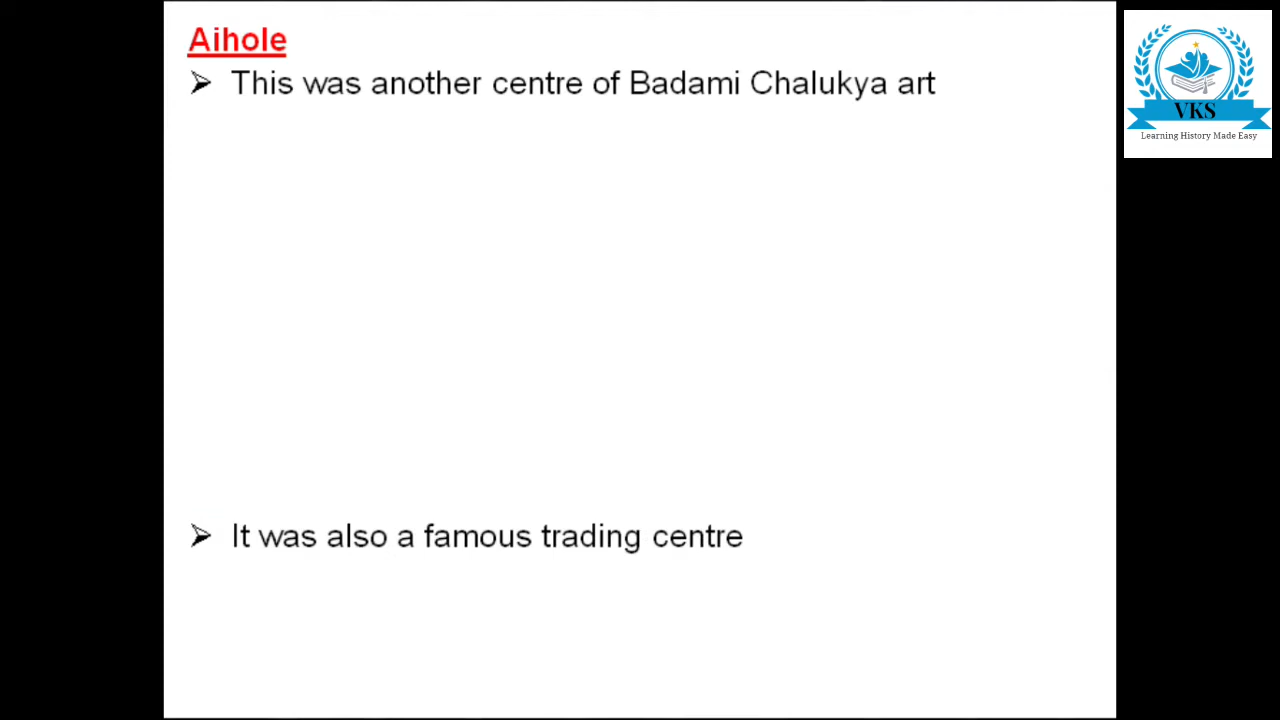 Aihole
➢ This was another centre of Badami Chalukya art
➢ It was also a famous trading centre
VKS
Learning History Made Easy